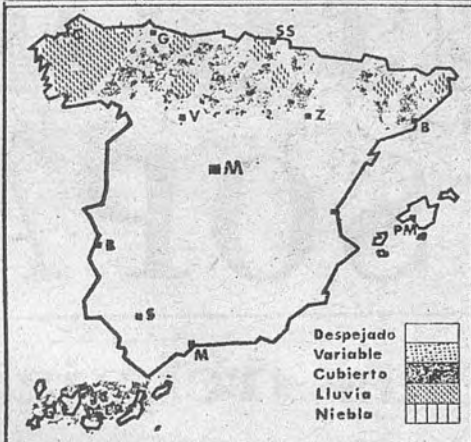 C G SS
V Z
B
M
PM
B
S
M
Despejado
Variable
Cubierto
Lluvia
Niebla